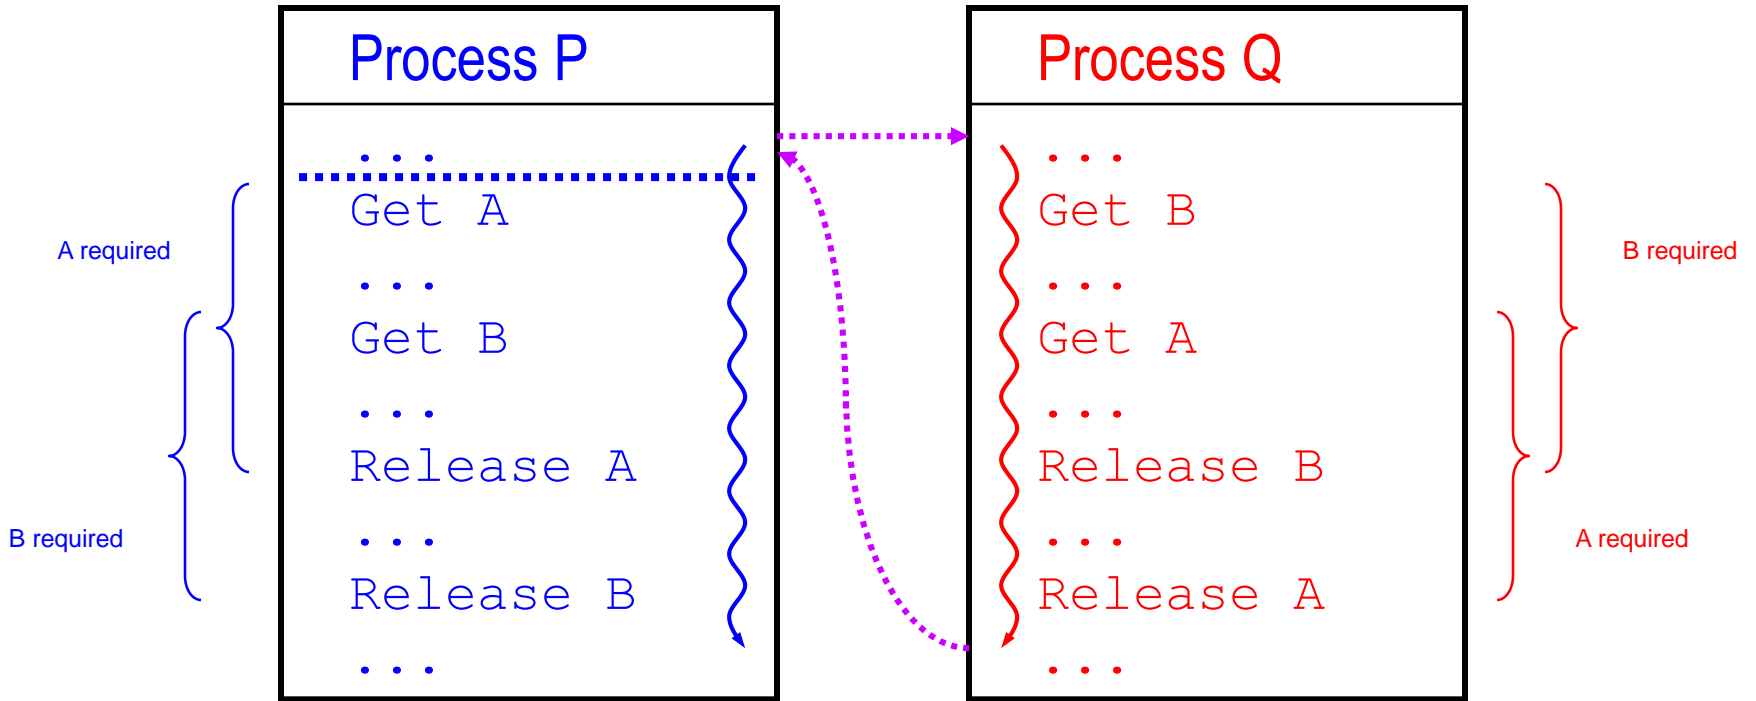 Process P
...
Get A
...
Get B
...
Release A
...
Release B
...
A required
B required
Process Q
...
Get B
...
Get A
...
Release B
...
Release A
...
B required
A required